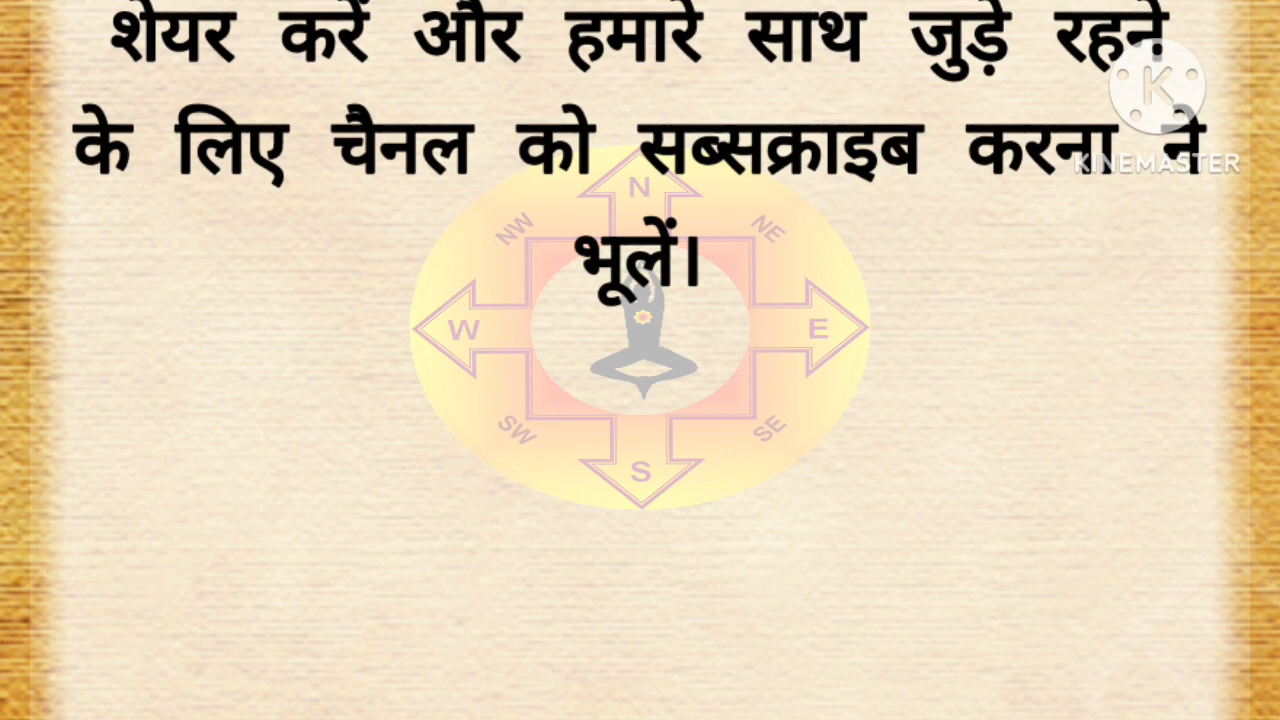 शेयर करें और हमारे साथ जुड़े रहने
के लिए चैनल को सब्सक्राइब करना ने
भूलें।
K
KINEMASTER
N
NW
NE
W
E
SW
SE
S